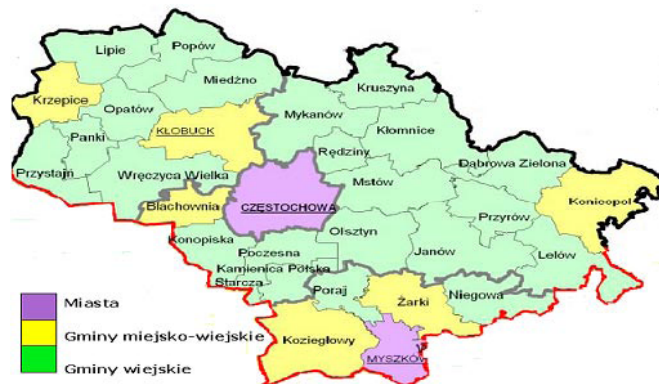 Lipie
Popów
Miedźno
Krzepice
Opatów
KŁOBUCK
Panki
Przystajń
Wręczyca Wielka
Kruszyna
Mykanów
Kłomnice
Rędziny
Dąbrowa Zielona
Mstów
Koniecpol
Blachownia
CZĘSTOCHOWA
Przyrów
Konopiska
Olsztyn
Poczesna
Janów
Lelów
Kamienica Polska
Starcza
Poraj
Żarki
Niegowa
Koziegłowy
MYSZKÓW
Miasta
Gminy miejsko-wiejskie
Gminy wiejskie